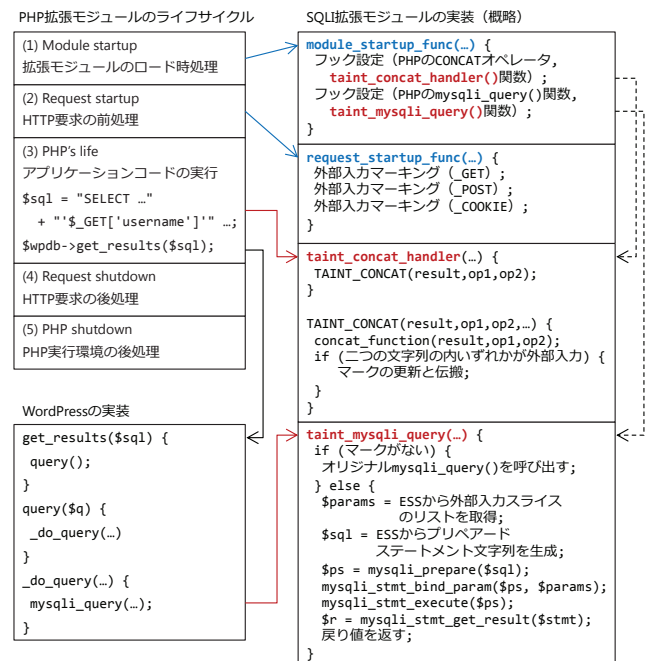 PHP拡張モジュールのライフサイクル
(1) Module startup
拡張モジュールのロード時処理
(2) Request startup
HTTP要求の前処理
(3) PHP's life
アプリケーションコードの実行
$sql = "SELECT …"
+ "'$_GET['username']'" …;
$wpdb->get_results($sql);
(4) Request shutdown
HTTP要求の後処理
(5) PHP shutdown
PHP実行環境の後処理
WordPressの実装
get_results($sql) {
query();
}
query($q) {
_do_query(…)
}
_do_query(…) {
mysqli_query(…);
}
SQLI拡張モジュールの実装（概略）
module_startup_func(…) {
フック設定（PHPのCONCATオペレータ,
taint_concat_handler()関数）;
フック設定（PHPのmysqli_query()関数,
taint_mysqli_query()関数）;
}
request_startup_func(…) {
外部入力マーキング（_GET）;
外部入力マーキング（_POST）;
外部入力マーキング（_COOKIE）;
}
taint_concat_handler(…) {
TAINT_CONCAT(result,op1,op2);
}
TAINT_CONCAT(result,op1,op2,…) {
concat_function(result,op1,op2);
if (二つの文字列の内いずれかが外部入力) {
マークの更新と伝搬;
}
}
taint_mysqli_query(…) {
if (マークがない) {
オリジナルmysqli_query()を呼び出す;
} else {
$params = ESSから外部入力スライス
のリストを取得;
$sql = ESSからプリペアード
ステートメント文字列を生成;
$ps = mysqli_prepare($sql);
mysqli_stmt_bind_param($ps, $params);
mysqli_stmt_execute($ps);
$r = mysqli_stmt_get_result($stmt);
戻り値を返す;
}